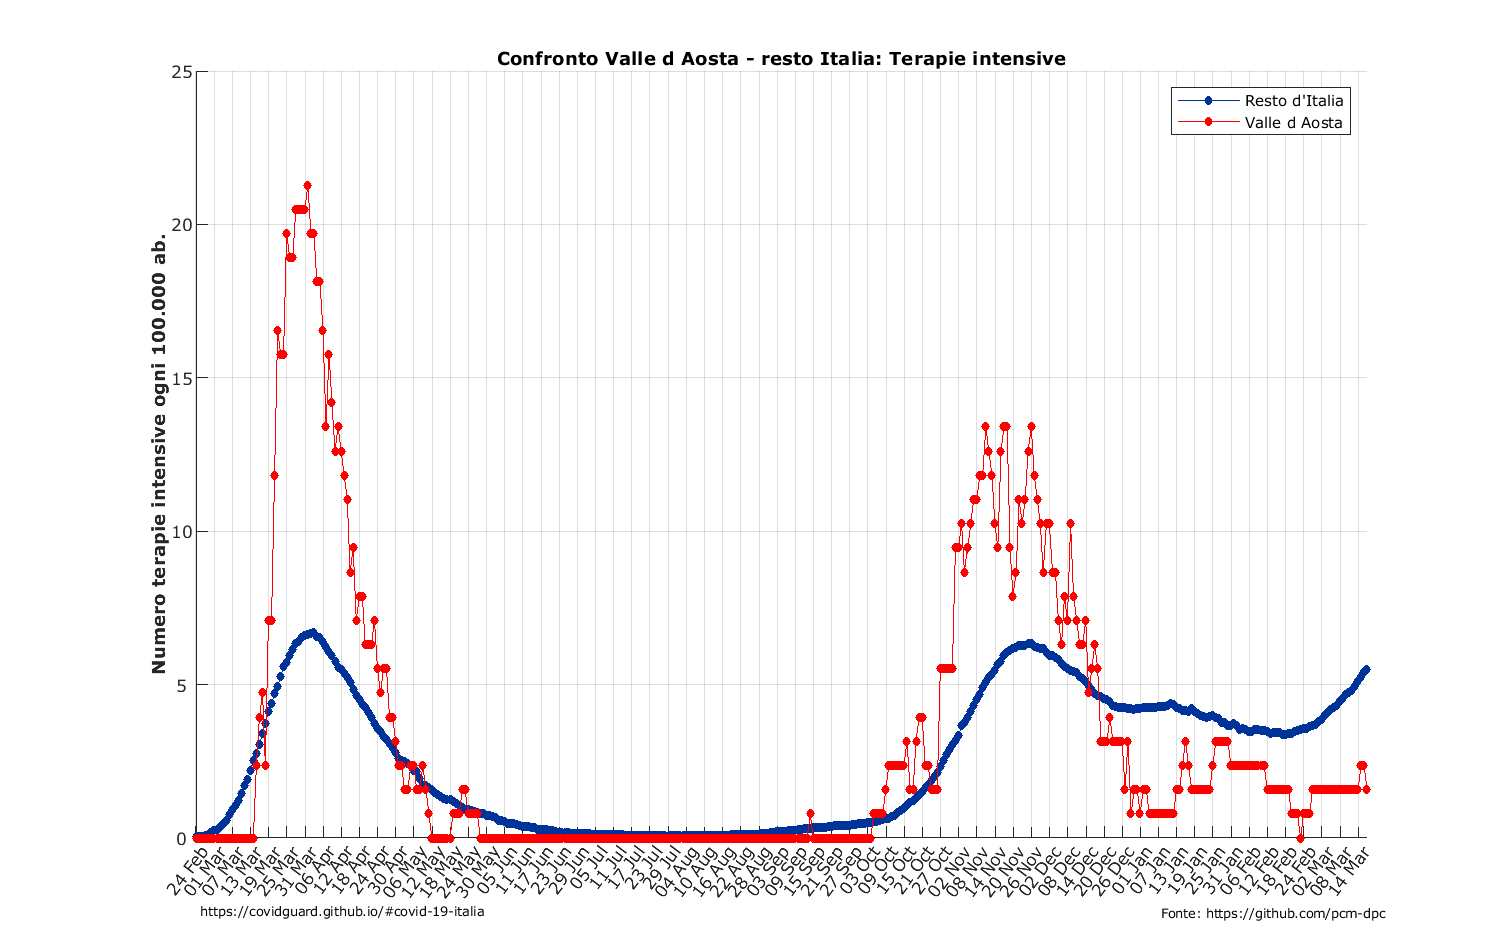 Confronto Valle d Aosta - resto Italia: Terapie intensive
Resto d'Italia
Valle d Aosta
Numero terapie intensive ogni 100.000 ab.
25
20
15
10
5
0
24 Feb
01 Mar
07 Mar
13 Mar
19 Mar
25 Mar
31 Mar
06 Apr
12 Apr
18 Apr
24 Apr
30 Apr
06 May
12 May
18 May
24 May
30 May
05 Jun
11 Jun
17 Jun
23 Jun
29 Jun
05 Jul
11 Jul
17 Jul
23 Jul
29 Jul
04 Aug
10 Aug
16 Aug
22 Aug
28 Aug
03 Sep
09 Sep
15 Sep
21 Sep
27 Sep
03 Oct
09 Oct
15 Oct
21 Oct
27 Oct
02 Nov
08 Nov
14 Nov
20 Nov
26 Nov
02 Dec
08 Dec
14 Dec
20 Dec
26 Dec
01 Jan
07 Jan
13 Jan
19 Jan
25 Jan
31 Jan
06 Feb
12 Feb
18 Feb
24 Feb
02 Mar
08 Mar
14 Mar
https://covidguard.github.io/#covid-19-italia
Fonte: https://github.com/pcm-dpc